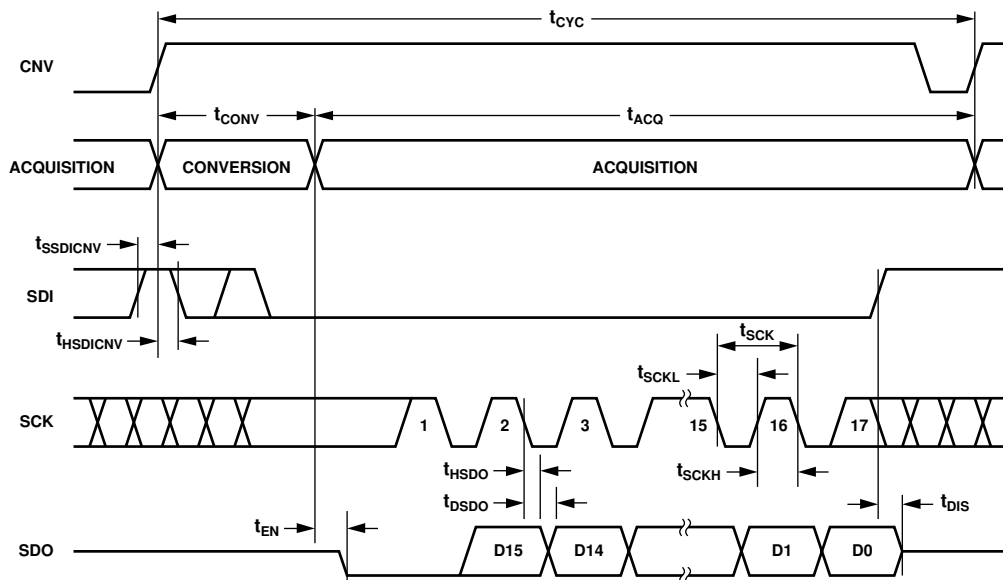 tCYC
CNV
tCONV
tACQ
ACQUISITION CONVERSION ACQUISITION
tSSDICNV
SDI
tHSDICNV
tSCK
tSCKL
SCK 1 2 3 15 16 17
tHSDO
tSCKH
tDSDO
tDIS
tEN
SDO D15 D14 D1 D0